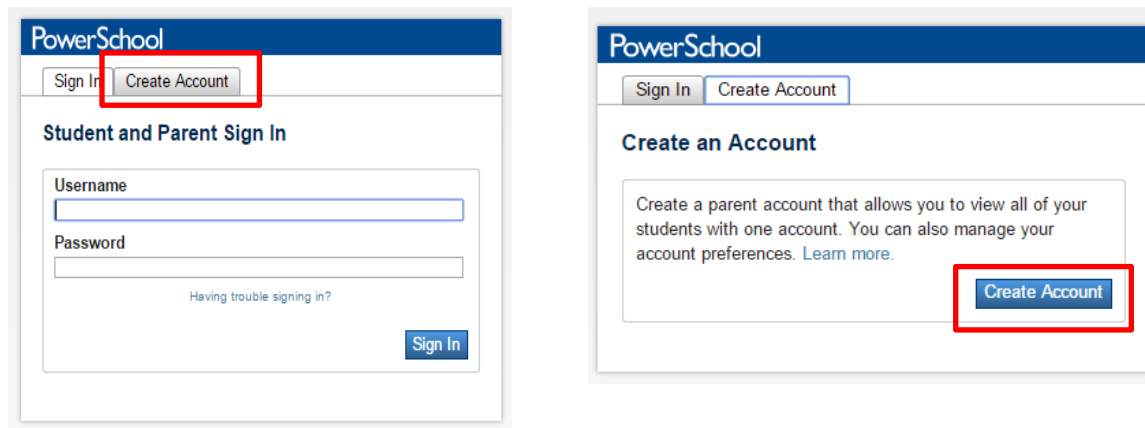 PowerSchool
Sign In Create Account
Student and Parent Sign In
Username
Password
Having trouble signing in?
Sign In
PowerSchool
Sign In Create Account
Create an Account
Create a parent account that allows you to view all of your
students with one account. You can also manage your
account preferences. Learn more.
Create Account